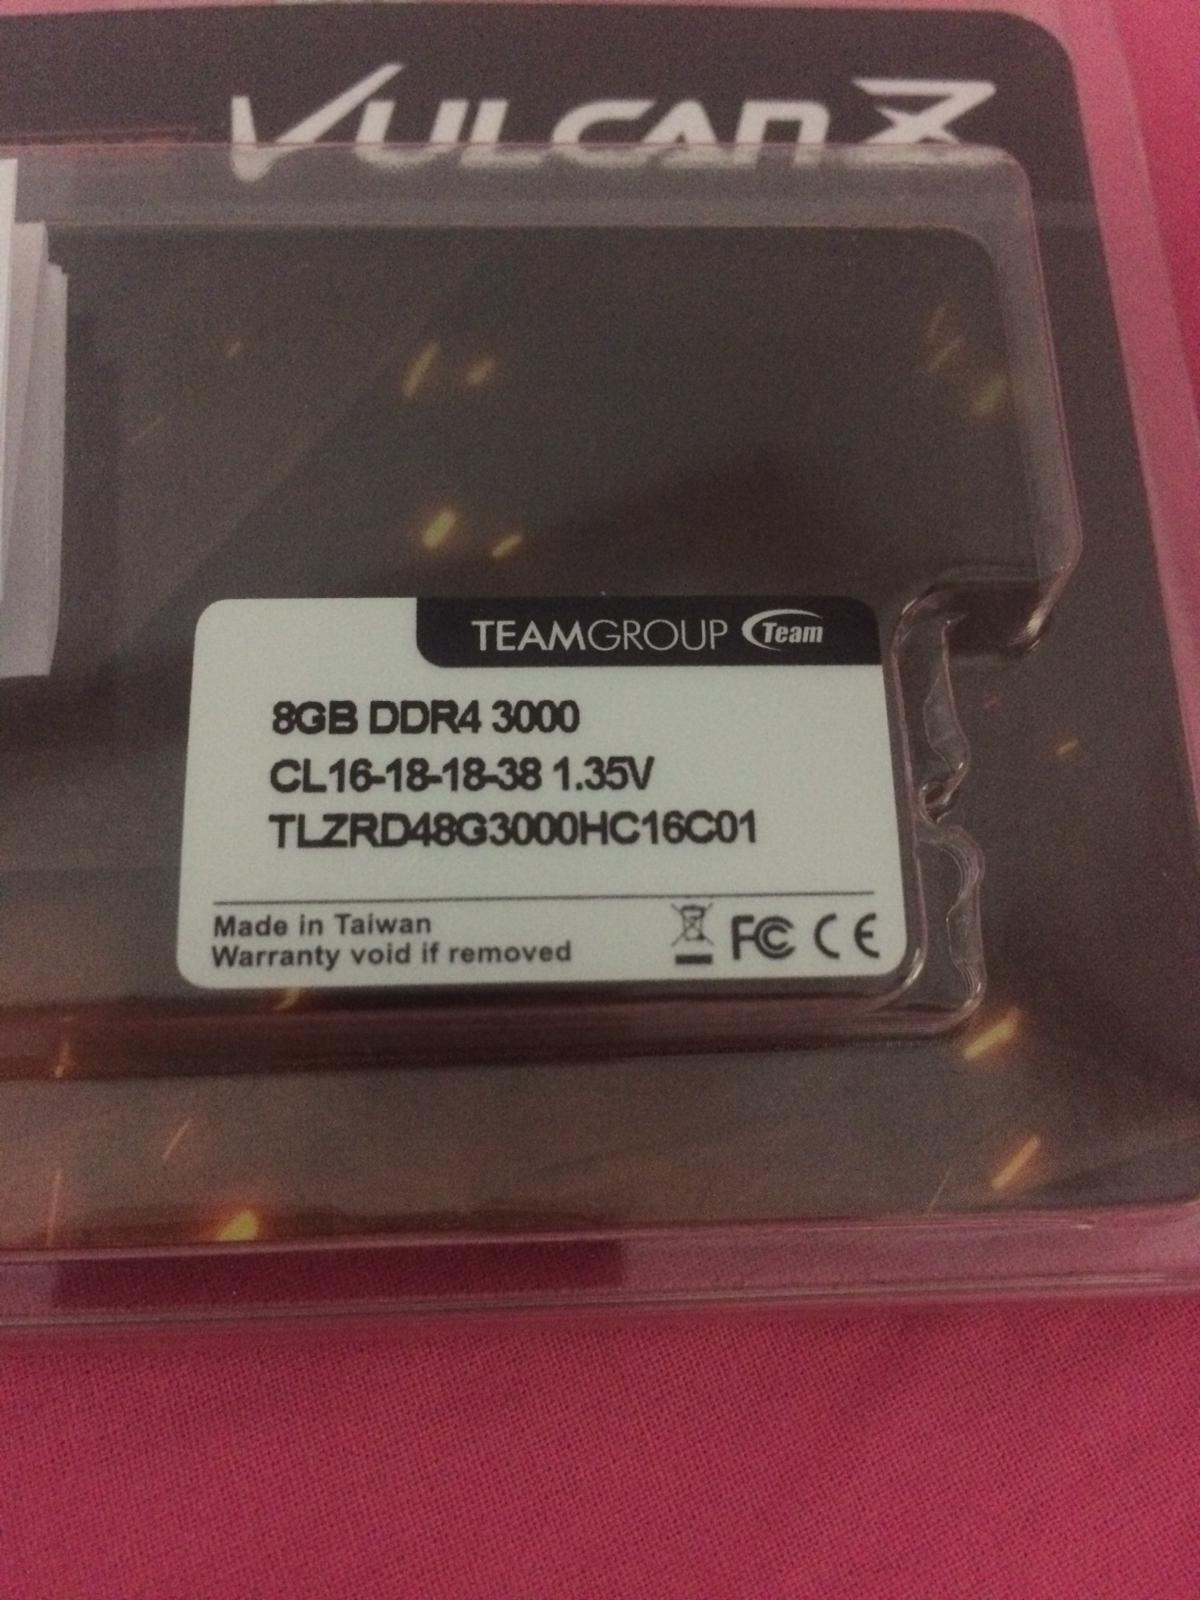 VULCAN Z
TEAMGROUP Team
8GB DDR4 3000
CL16-18-18-38 1.35V
TLZRD48G3000HC16C01
Made in Taiwan
Warranty void if removed
FC CE